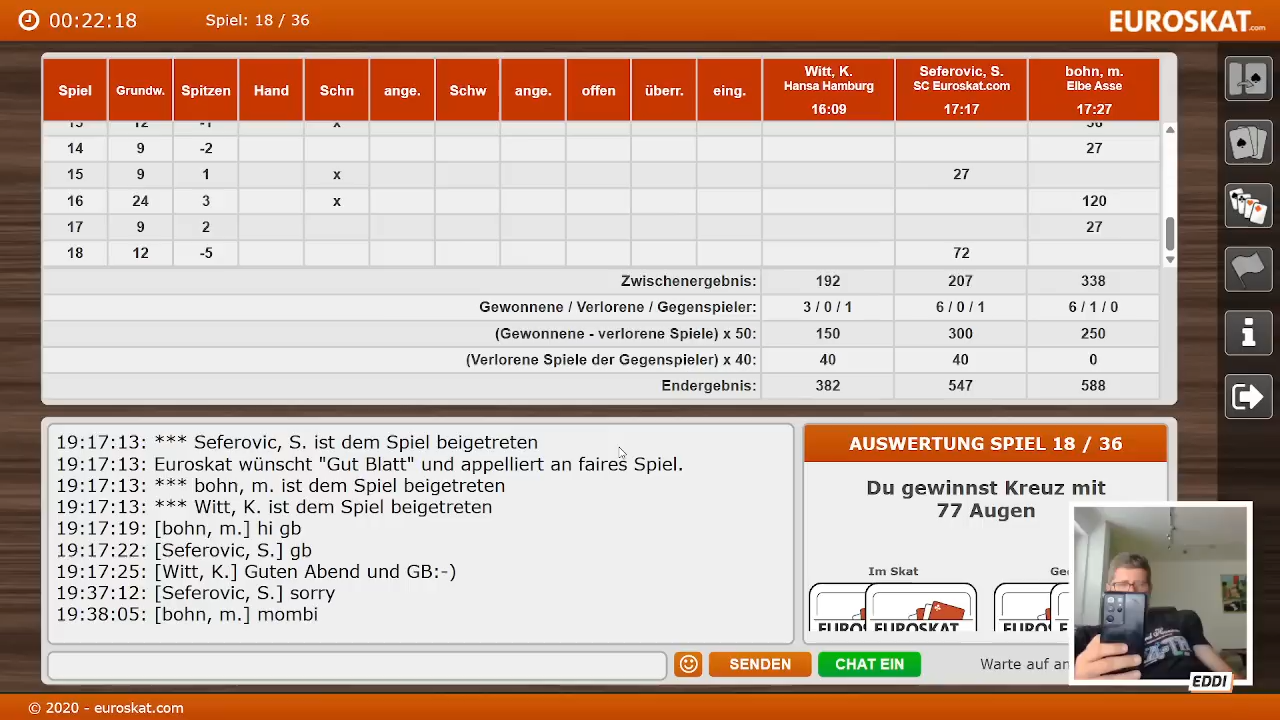 00:22:18 Spiel: 18 / 36 EUROSKAT.com
Spiel Grundw. Spitzen Hand Schn ange. Schw ange. offen überr. eing. Witt, K. Seferovic, S. bohn, m.
Hansa Hamburg SC Euroskat.com Elbe Asse
16:09 17:17 17:27
14 9 -2 27
15 9 1 x 27
16 24 3 x 120
17 9 2 27
18 12 -5 72
Zwischenergebnis: 192 207 338
Gewonnene / Verlorene / Gegenspieler: 3 / 0 / 1 6 / 0 / 1 6 / 1 / 0
(Gewonnene - verlorene Spiele) x 50: 150 300 250
(Verlorene Spiele der Gegenspieler) x 40: 40 40 0
Endergebnis: 382 547 588
19:17:13: *** Seferovic, S. ist dem Spiel beigetreten
19:17:13: Euroskat wünscht "Gut Blatt" und appelliert an faires Spiel.
19:17:13: *** bohn, m. ist dem Spiel beigetreten
19:17:13: *** Witt, K. ist dem Spiel beigetreten
19:17:19: [bohn, m.] hi gb
19:17:22: [Seferovic, S.] gb
19:17:25: [Witt, K.] Guten Abend und GB:-)
19:37:12: [Seferovic, S.] sorry
19:38:05: [bohn, m.] mombi
AUSWERTUNG SPIEL 18 / 36
Du gewinnst Kreuz mit
77 Augen
Im Skat
EUROSKAT
SENDEN CHAT EIN Warte auf
EDDI
© 2020 - euroskat.com